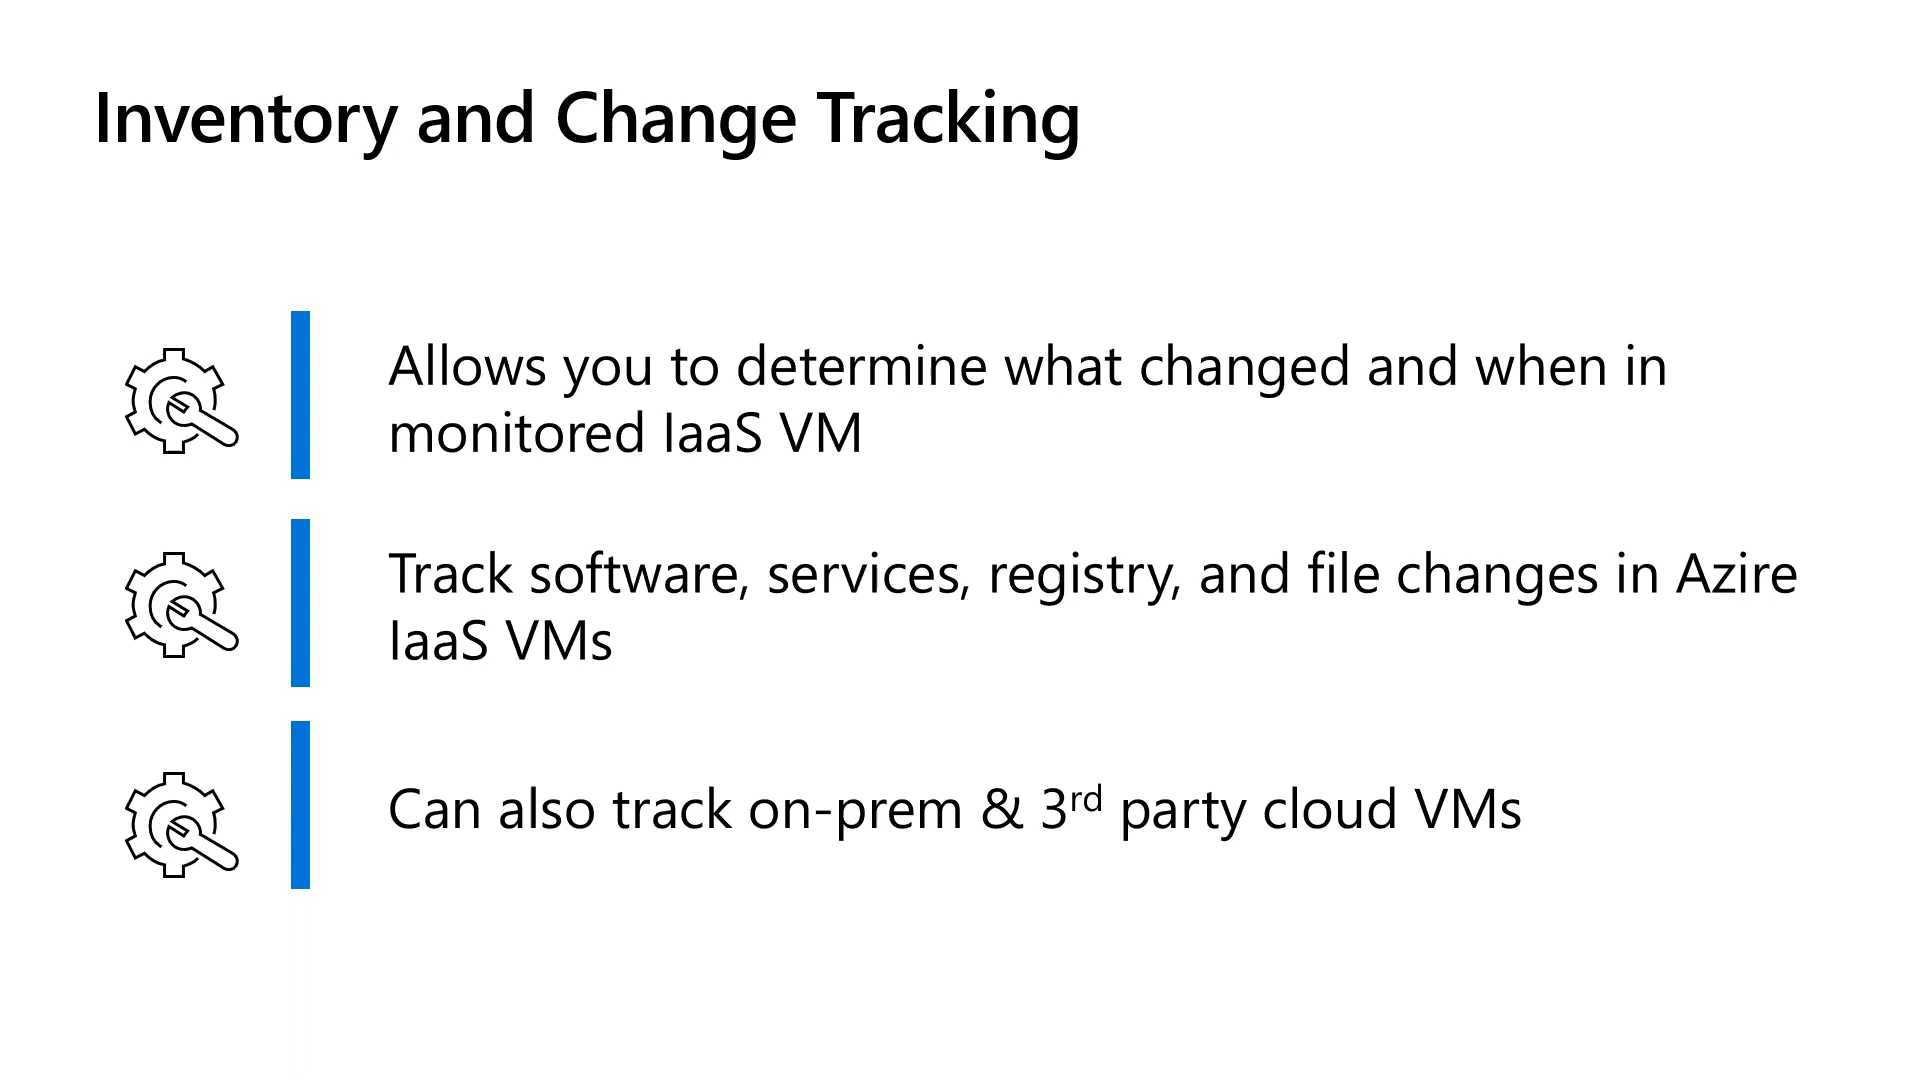 Inventory and Change Tracking
Allows you to determine what changed and when in
monitored IaaS VM
Track software, services, registry, and file changes in Azire
IaaS VMs
Can also track on-prem & 3rd party cloud VMs